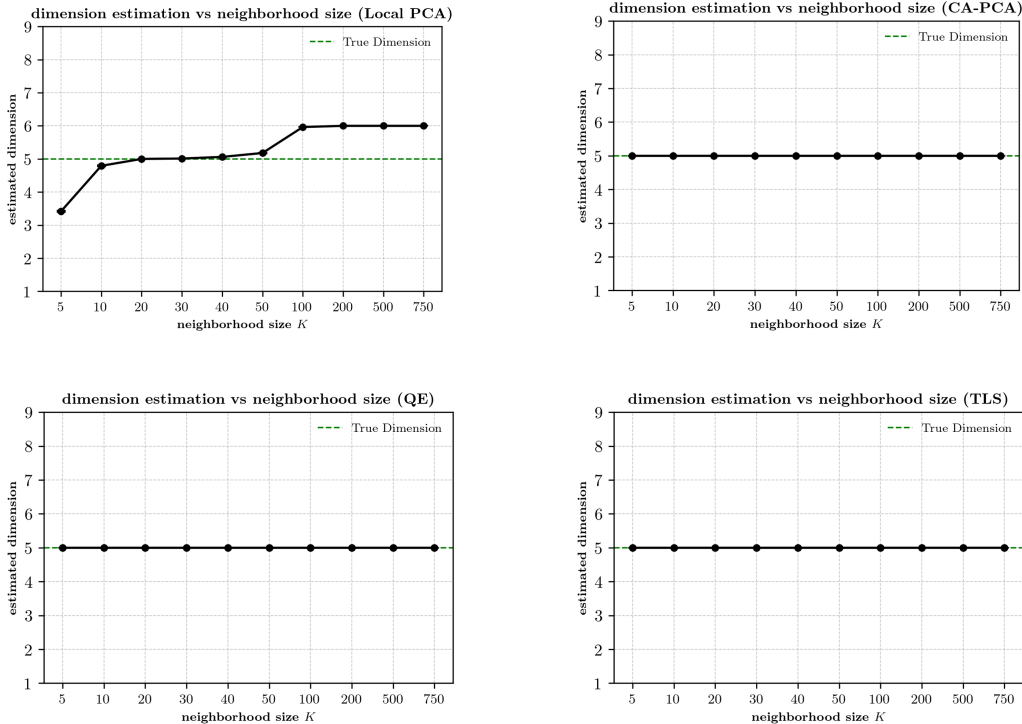 dimension estimation vs neighborhood size (Local PCA)
9
8
7
6
5
4
3
2
1
estimated dimension
True Dimension
5 10 20 30 40 50 100 200 500 750
neighborhood size K
dimension estimation vs neighborhood size (CA-PCA)
9
8
7
6
5
4
3
2
1
estimated dimension
True Dimension
5 10 20 30 40 50 100 200 500 750
neighborhood size K
dimension estimation vs neighborhood size (QE)
9
8
7
6
5
4
3
2
1
estimated dimension
True Dimension
5 10 20 30 40 50 100 200 500 750
neighborhood size K
dimension estimation vs neighborhood size (TLS)
9
8
7
6
5
4
3
2
1
estimated dimension
True Dimension
5 10 20 30 40 50 100 200 500 750
neighborhood size K